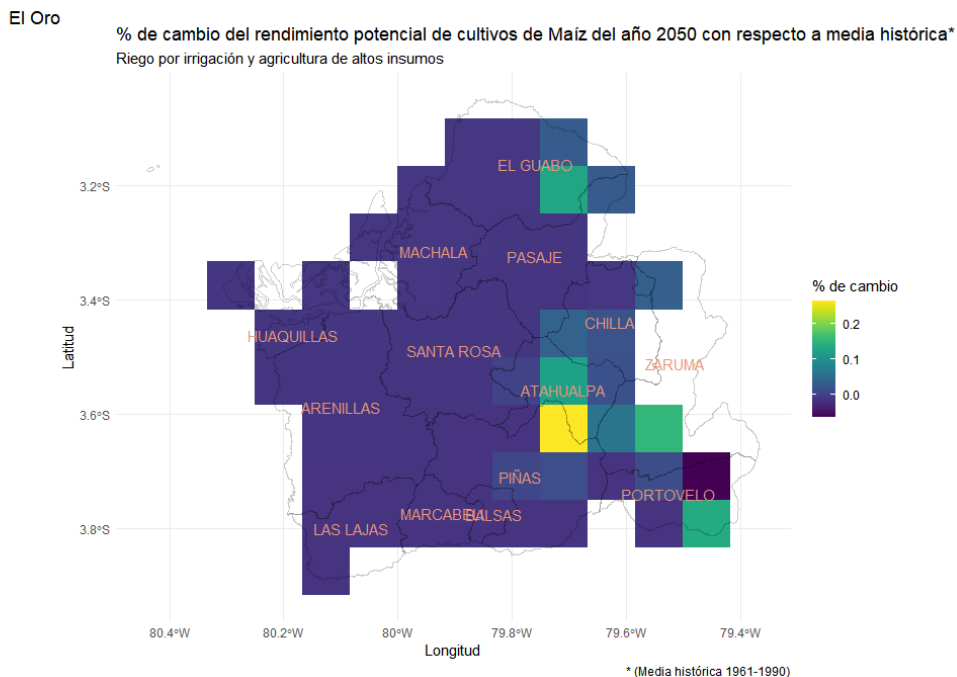 El Oro
% de cambio del rendimiento potencial de cultivos de Maíz del año 2050 con respecto a media histórica*
Riego por irrigación y agricultura de altos insumos
EL GUABO
3.2°S
MACHALA
PASAJE
% de cambio
3.4°S
0.2
CHILLA
HUAQUILLAS
SANTA ROSA
0.1
Latitud
ZARUMA
ATAHUALPA
0.0
ARENILLAS
3.6°S
PIÑAS
PORTOVELO
MARCABELI
BALSAS
LAS LAJAS
3.8°S
80.4°W 80.2°W 80°W 79.8°W 79.6°W 79.4°W
Longitud
* (Media histórica 1961-1990)